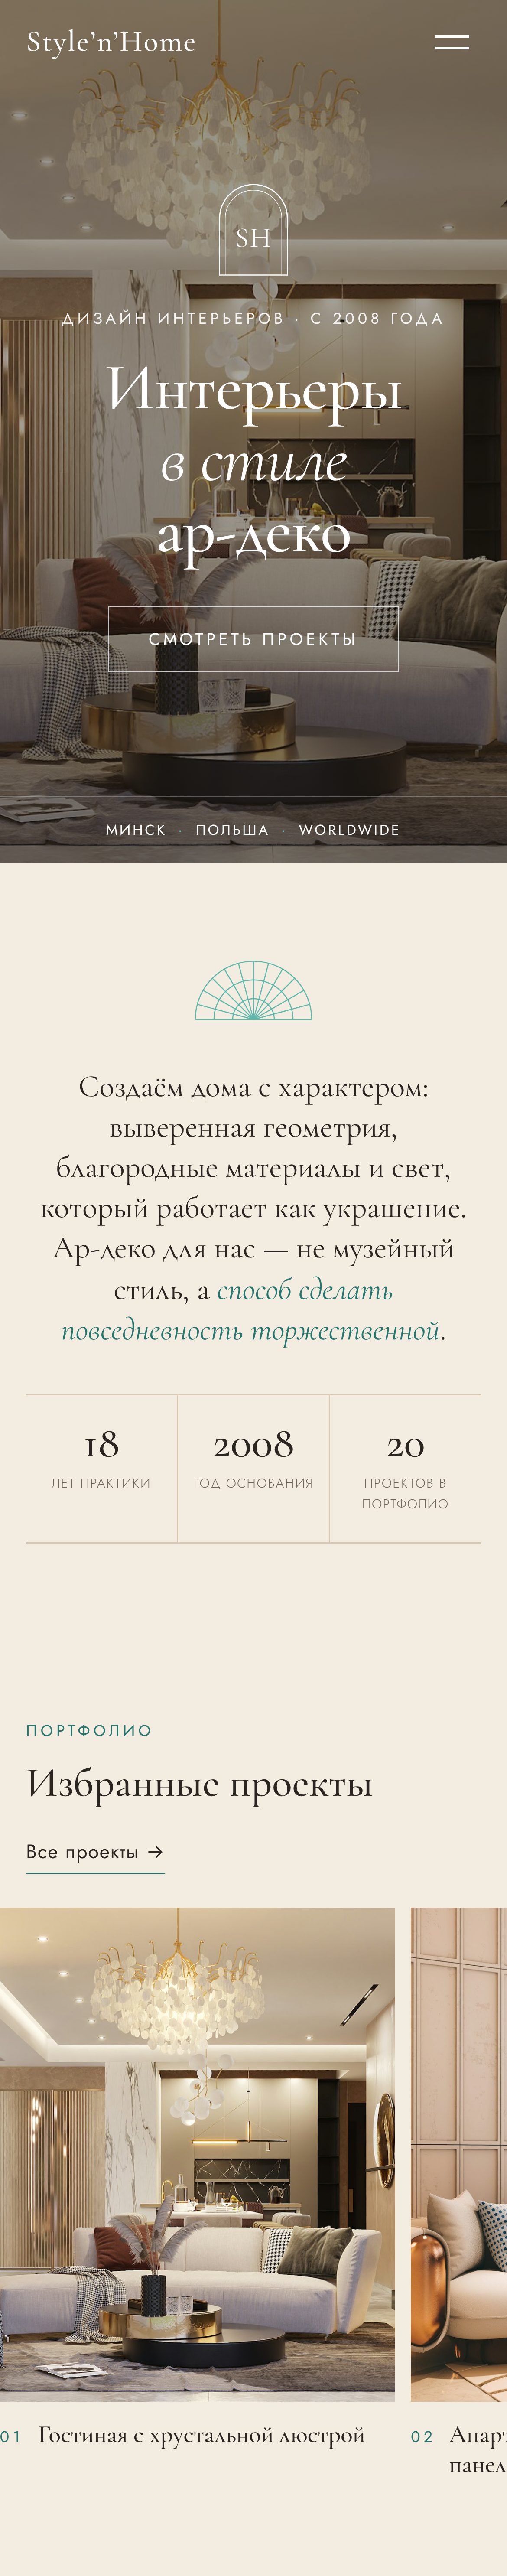 Style’n’Home
SH
ДИЗАЙН ИНТЕРЬЕРОВ · С 2008 ГОДА
Интерьеры
в стиле
ар-деко
СМОТРЕТЬ ПРОЕКТЫ
МИНСК · ПОЛЬША · WORLDWIDE
Создаём дома с характером:
выверенная геометрия,
благородные материалы и свет,
который работает как украшение.
Ар-деко для нас — не музейный
стиль, а способ сделать
повседневность торжественной.
18
ЛЕТ ПРАКТИКИ
2008
ГОД ОСНОВАНИЯ
20
ПРОЕКТОВ В
ПОРТФОЛИО
ПОРТФОЛИО
Избранные проекты
Все проекты →
01 Гостиная с хрустальной люстрой
02